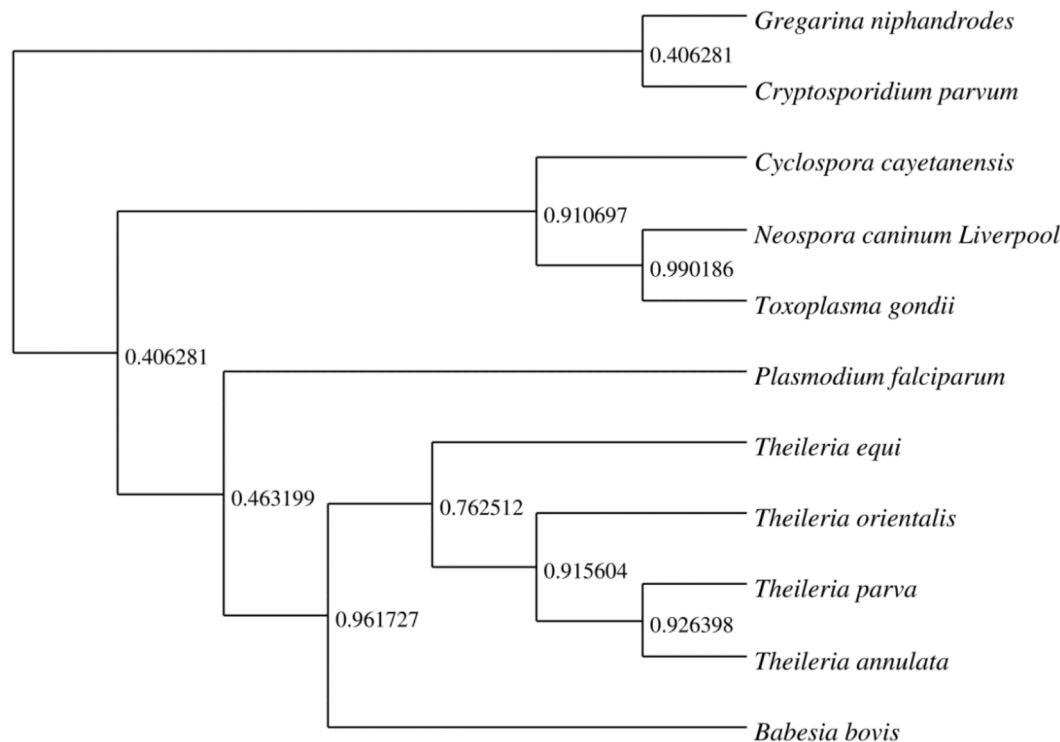 Gregarina niphandrodes
0.406281
Cryptosporidium parvum
Cyclospora cayetanensis
0.910697
Neospora caninum Liverpool
0.990186
Toxoplasma gondii
0.406281
Plasmodium falciparum
Theileria equi
0.463199
0.762512
Theileria orientalis
0.915604
Theileria parva
0.961727
0.926398
Theileria annulata
Babesia bovis